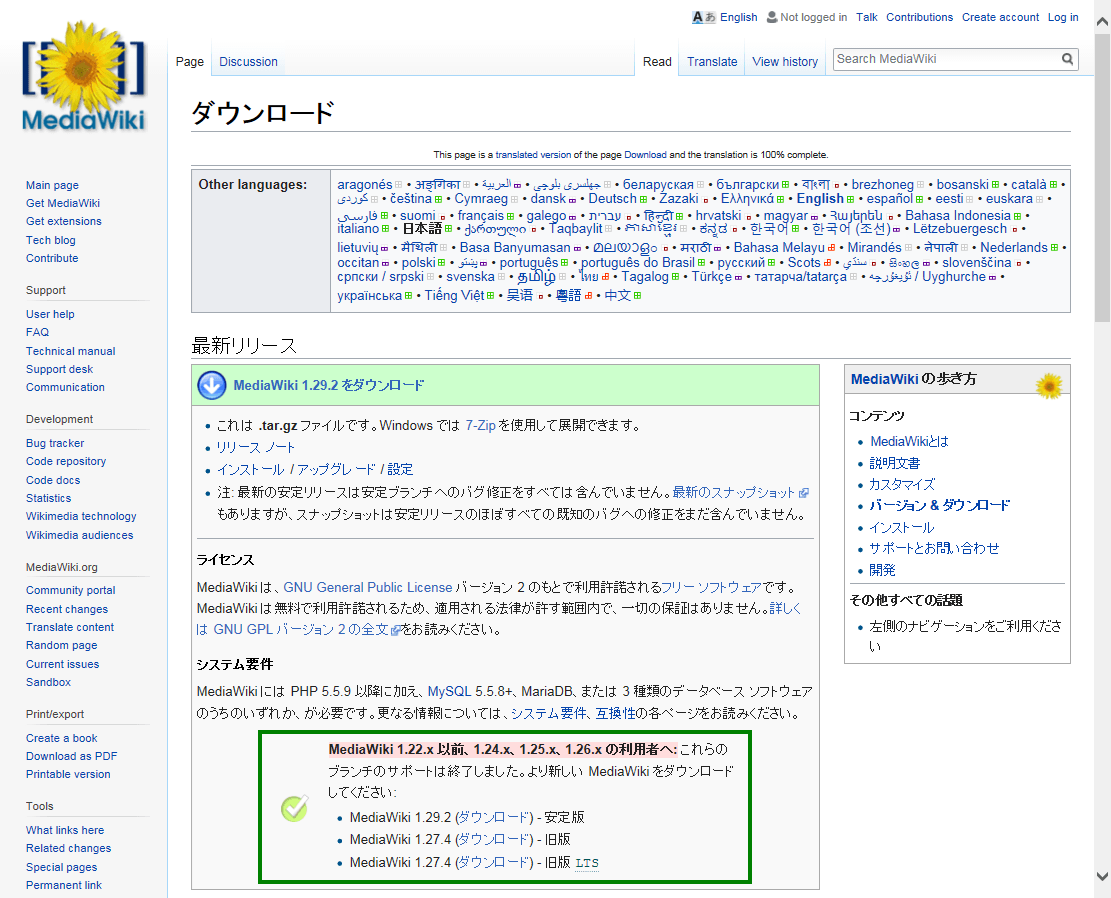 English Not logged in Talk Contributions Create account Log in
MediaWiki
Page Discussion Read Translate View history Search MediaWiki
ダウンロード
This page is a translated version of the page Download and the translation is 100% complete.
Other languages:
aragonés • अङ्गिका • العربية • جهلسری بلوچی • беларуская • български • বাংলা • brezhoneg • bosanski • català •
کوردی • čeština • Cymraeg • dansk • Deutsch • Zazaki • Ελληνικά • English • español • eesti • euskara •
فارسی • suomi • français • galego • עברית • हिन्दी • hrvatski • magyar • Հայերեն • Bahasa Indonesia •
italiano • 日本語 • ქართული • Taqbaylit • ភាសាខ្មែរ • ಕನ್ನಡ • 한국어 • 한국어 (조선) • Lëtzebuergesch •
lietuvių • मैथिली • Basa Banyumasan • മലയാളം • मराठी • Bahasa Melayu • Mirandés • नेपाली • Nederlands •
occitan • polski • پښتو • português • português do Brasil • русский • Scots • سنڌي • සිංහල • slovenščina •
српски / srpski • svenska • தமிழ் • ไทย • Tagalog • Türkçe • татарча/tatarça • ئۇيغۇرچە / Uyghurche •
українська • Tiếng Việt • 吴语 • 粵語 • 中文
最新リリース
MediaWiki 1.29.2 をダウンロード
• これは .tar.gz ファイルです。Windows では 7-Zip を使用して展開できます。
• リリース ノート
• インストール / アップグレード / 設定
• 注: 最新の安定リリースは安定ブランチへのバグ修正をすべては含んでいません。最新のスナップショット
もありますが、スナップショットは安定リリースのほぼすべての既知のバグへの修正をまだ含んでいません。
ライセンス
MediaWiki は、GNU General Public License バージョン 2 のもとで利用許諾されるフリー ソフトウェアです。
MediaWiki は無料で利用許諾されるため、適用される法律が許す範囲内で、一切の保証はありません。詳しく
は GNU GPL バージョン 2 の全文をお読みください。
システム要件
MediaWiki には PHP 5.5.9 以降に加え、MySQL 5.5.8+、MariaDB、または 3 種類のデータベース ソフトウェア
のうちのいずれか、が必要です。更なる情報については、システム要件、互換性の各ページをお読みください。
MediaWiki 1.22.x 以前、1.24.x、1.25.x、1.26.x の利用者へ: これらの
ブランチのサポートは終了しました。より新しい MediaWiki をダウンロード
してください:
• MediaWiki 1.29.2 (ダウンロード) - 安定版
• MediaWiki 1.27.4 (ダウンロード) - 旧版
• MediaWiki 1.27.4 (ダウンロード) - 旧版 LTS
MediaWiki の歩き方
コンテンツ
• MediaWikiとは
• 説明文書
• カスタマイズ
• バージョン & ダウンロード
• インストール
• サポートとお問い合わせ
• 開発
その他すべての話題
• 左側のナビゲーションをご利用くださ
い
Main page
Get MediaWiki
Get extensions
Tech blog
Contribute
Support
User help
FAQ
Technical manual
Support desk
Communication
Development
Bug tracker
Code repository
Code docs
Statistics
Wikimedia technology
Wikimedia audiences
MediaWiki.org
Community portal
Recent changes
Translate content
Random page
Current issues
Sandbox
Print/export
Create a book
Download as PDF
Printable version
Tools
What links here
Related changes
Special pages
Permanent link